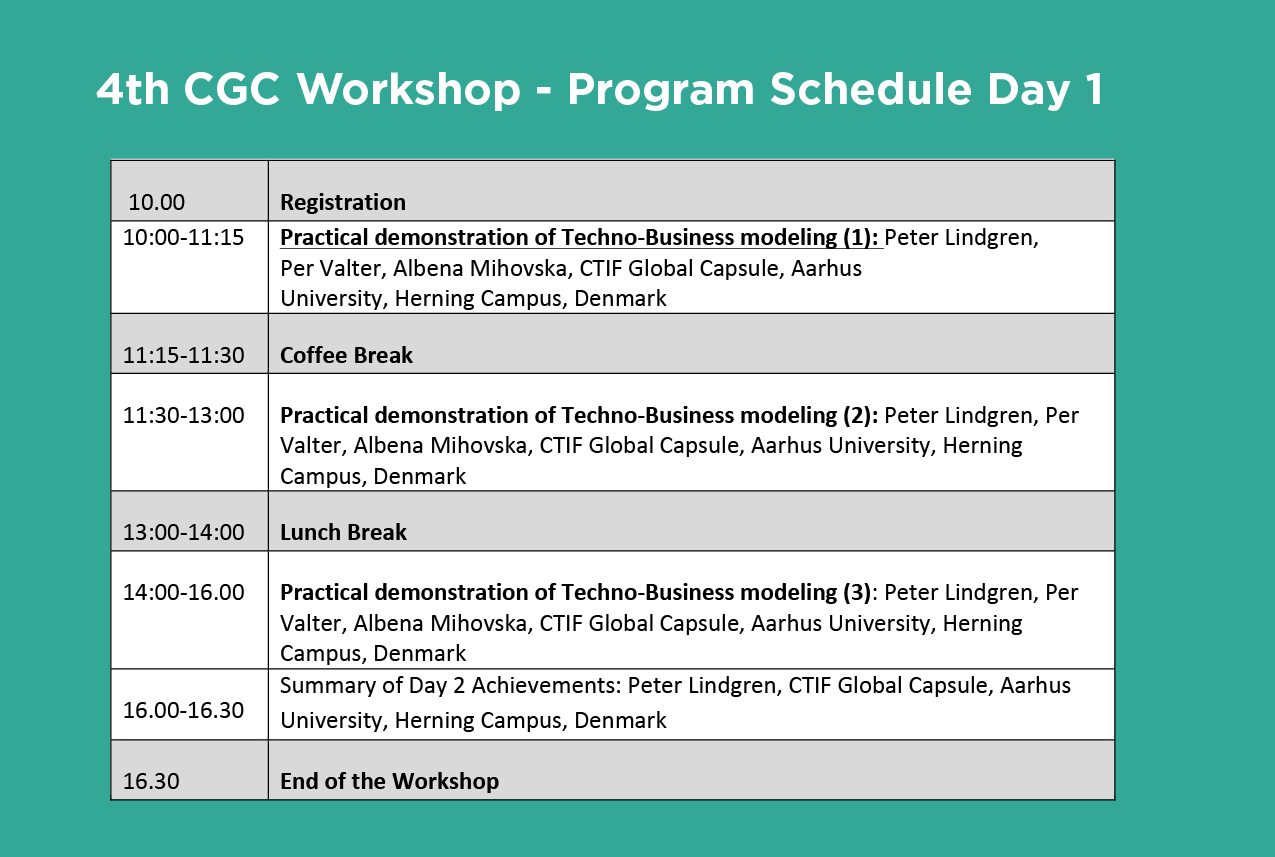 4th CGC Workshop - Program Schedule Day 1
10.00 Registration
10:00-11:15 Practical demonstration of Techno-Business modeling (1): Peter Lindgren,
Per Valter, Albena Mihovska, CTIF Global Capsule, Aarhus
University, Herning Campus, Denmark
11:15-11:30 Coffee Break
11:30-13:00 Practical demonstration of Techno-Business modeling (2): Peter Lindgren, Per
Valter, Albena Mihovska, CTIF Global Capsule, Aarhus University, Herning
Campus, Denmark
13:00-14:00 Lunch Break
14:00-16.00 Practical demonstration of Techno-Business modeling (3): Peter Lindgren, Per
Valter, Albena Mihovska, CTIF Global Capsule, Aarhus University, Herning
Campus, Denmark
16.00-16.30 Summary of Day 2 Achievements: Peter Lindgren, CTIF Global Capsule, Aarhus
University, Herning Campus, Denmark
16.30 End of the Workshop